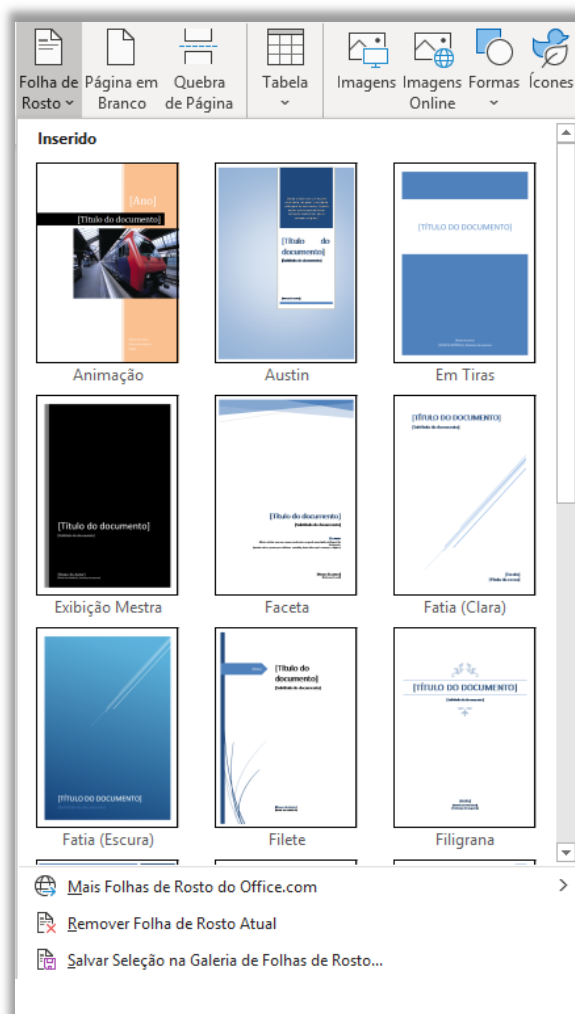 Folha de Rosto
Página em Branco
Quebra de Página
Tabela
Imagens
Imagens Online
Formas
Ícones
Inserido
[Ano]
[Título do documento]
[Título do documento]
[TÍTULO DO DOCUMENTO]
Animação
Austin
Em Tiras
[Título do documento]
[Título do documento]
[TÍTULO DO DOCUMENTO]
Exibição Mestra
Faceta
Fatia (Clara)
[TÍTULO DO DOCUMENTO]
[Título do documento]
[TÍTULO DO DOCUMENTO]
Fatia (Escura)
Filete
Filigrana
Mais Folhas de Rosto do Office.com
Remover Folha de Rosto Atual
Salvar Seleção na Galeria de Folhas de Rosto...